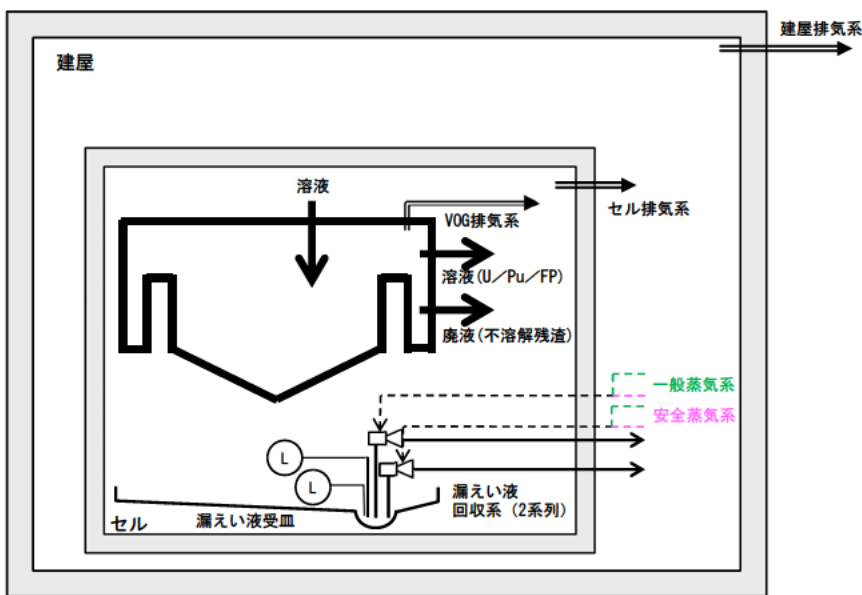 建屋排気系
建屋
溶液
VOG排気系
セル排気系
溶液(U／Pu／FP)
廃液(不溶解残渣)
一般蒸気系
安全蒸気系
L
L
漏えい液
回収系（2系列）
漏えい液受皿
セル